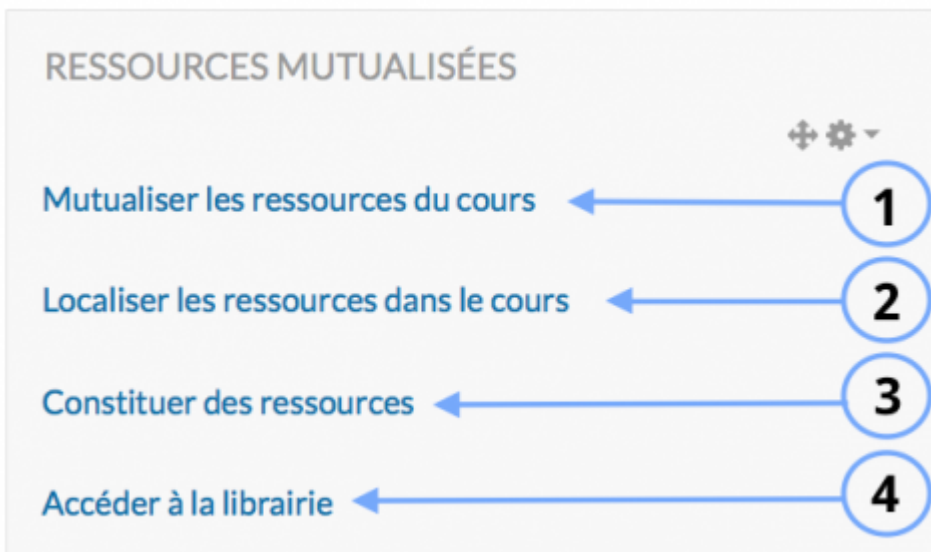 RESSOURCES MUTUALISÉES
Mutualiser les ressources du cours 1
Localiser les ressources dans le cours 2
Constituer des ressources 3
Accéder à la librairie 4